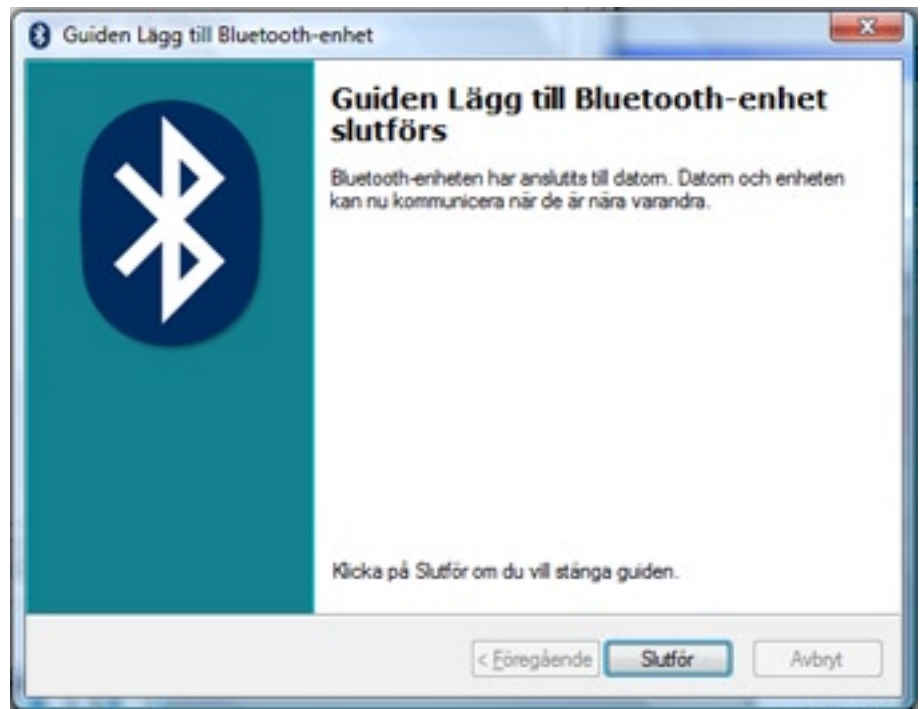 Guiden Lägg till Bluetooth-enhet
Guiden Lägg till Bluetooth-enhet
slutförs
Bluetooth-enheten har anslutits till datorn. Datorn och enheten
kan nu kommunicera när de är nära varandra.
Klicka på Slutför om du vill stänga guiden.
< Föregående
Slutför
Avbryt